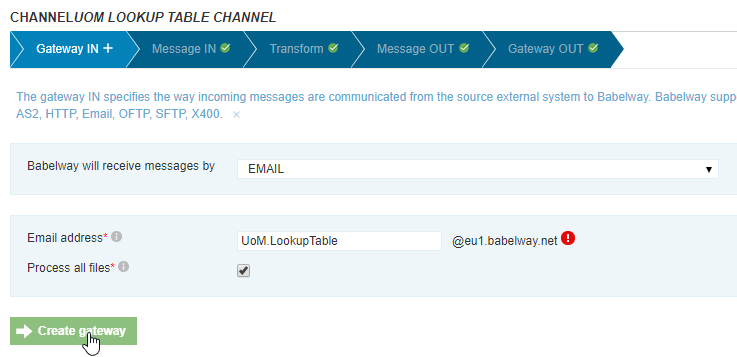 CHANNELUOM LOOKUP TABLE CHANNEL
Gateway IN Message IN Transform Message OUT Gateway OUT
The gateway IN specifies the way incoming messages are communicated from the source external system to Babelway. Babelway supp
AS2, HTTP, Email, OFTP, SFTP, X400. ×
Babelway will receive messages by EMAIL
Email address* UoM.LookupTable @eu1.babelway.net
Process all files*
Create gateway